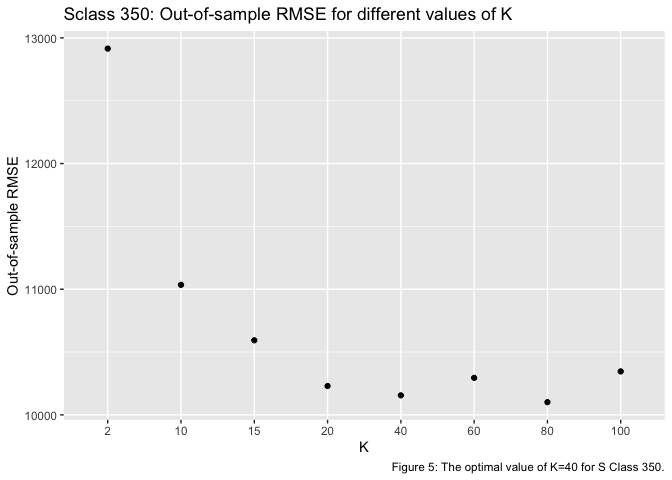 Sclass 350: Out-of-sample RMSE for different values of K
13000
12000
11000
10000
Out-of-sample RMSE
2 10 15 20 40 60 80 100
K
Figure 5: The optimal value of K=40 for S Class 350.